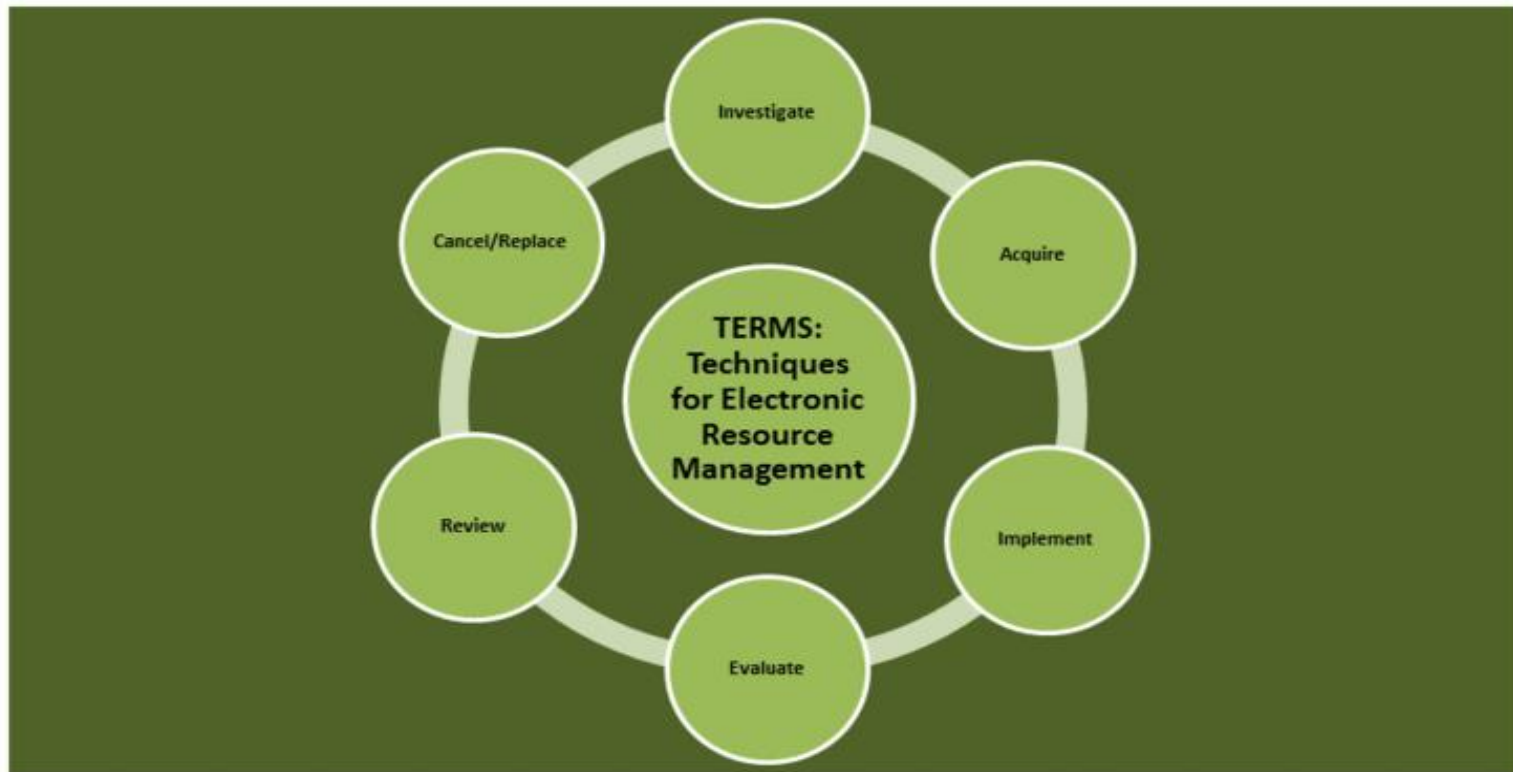 Investigate
Acquire
Implement
Evaluate
Review
Cancel/Replace
TERMS:
Techniques
for Electronic
Resource
Management